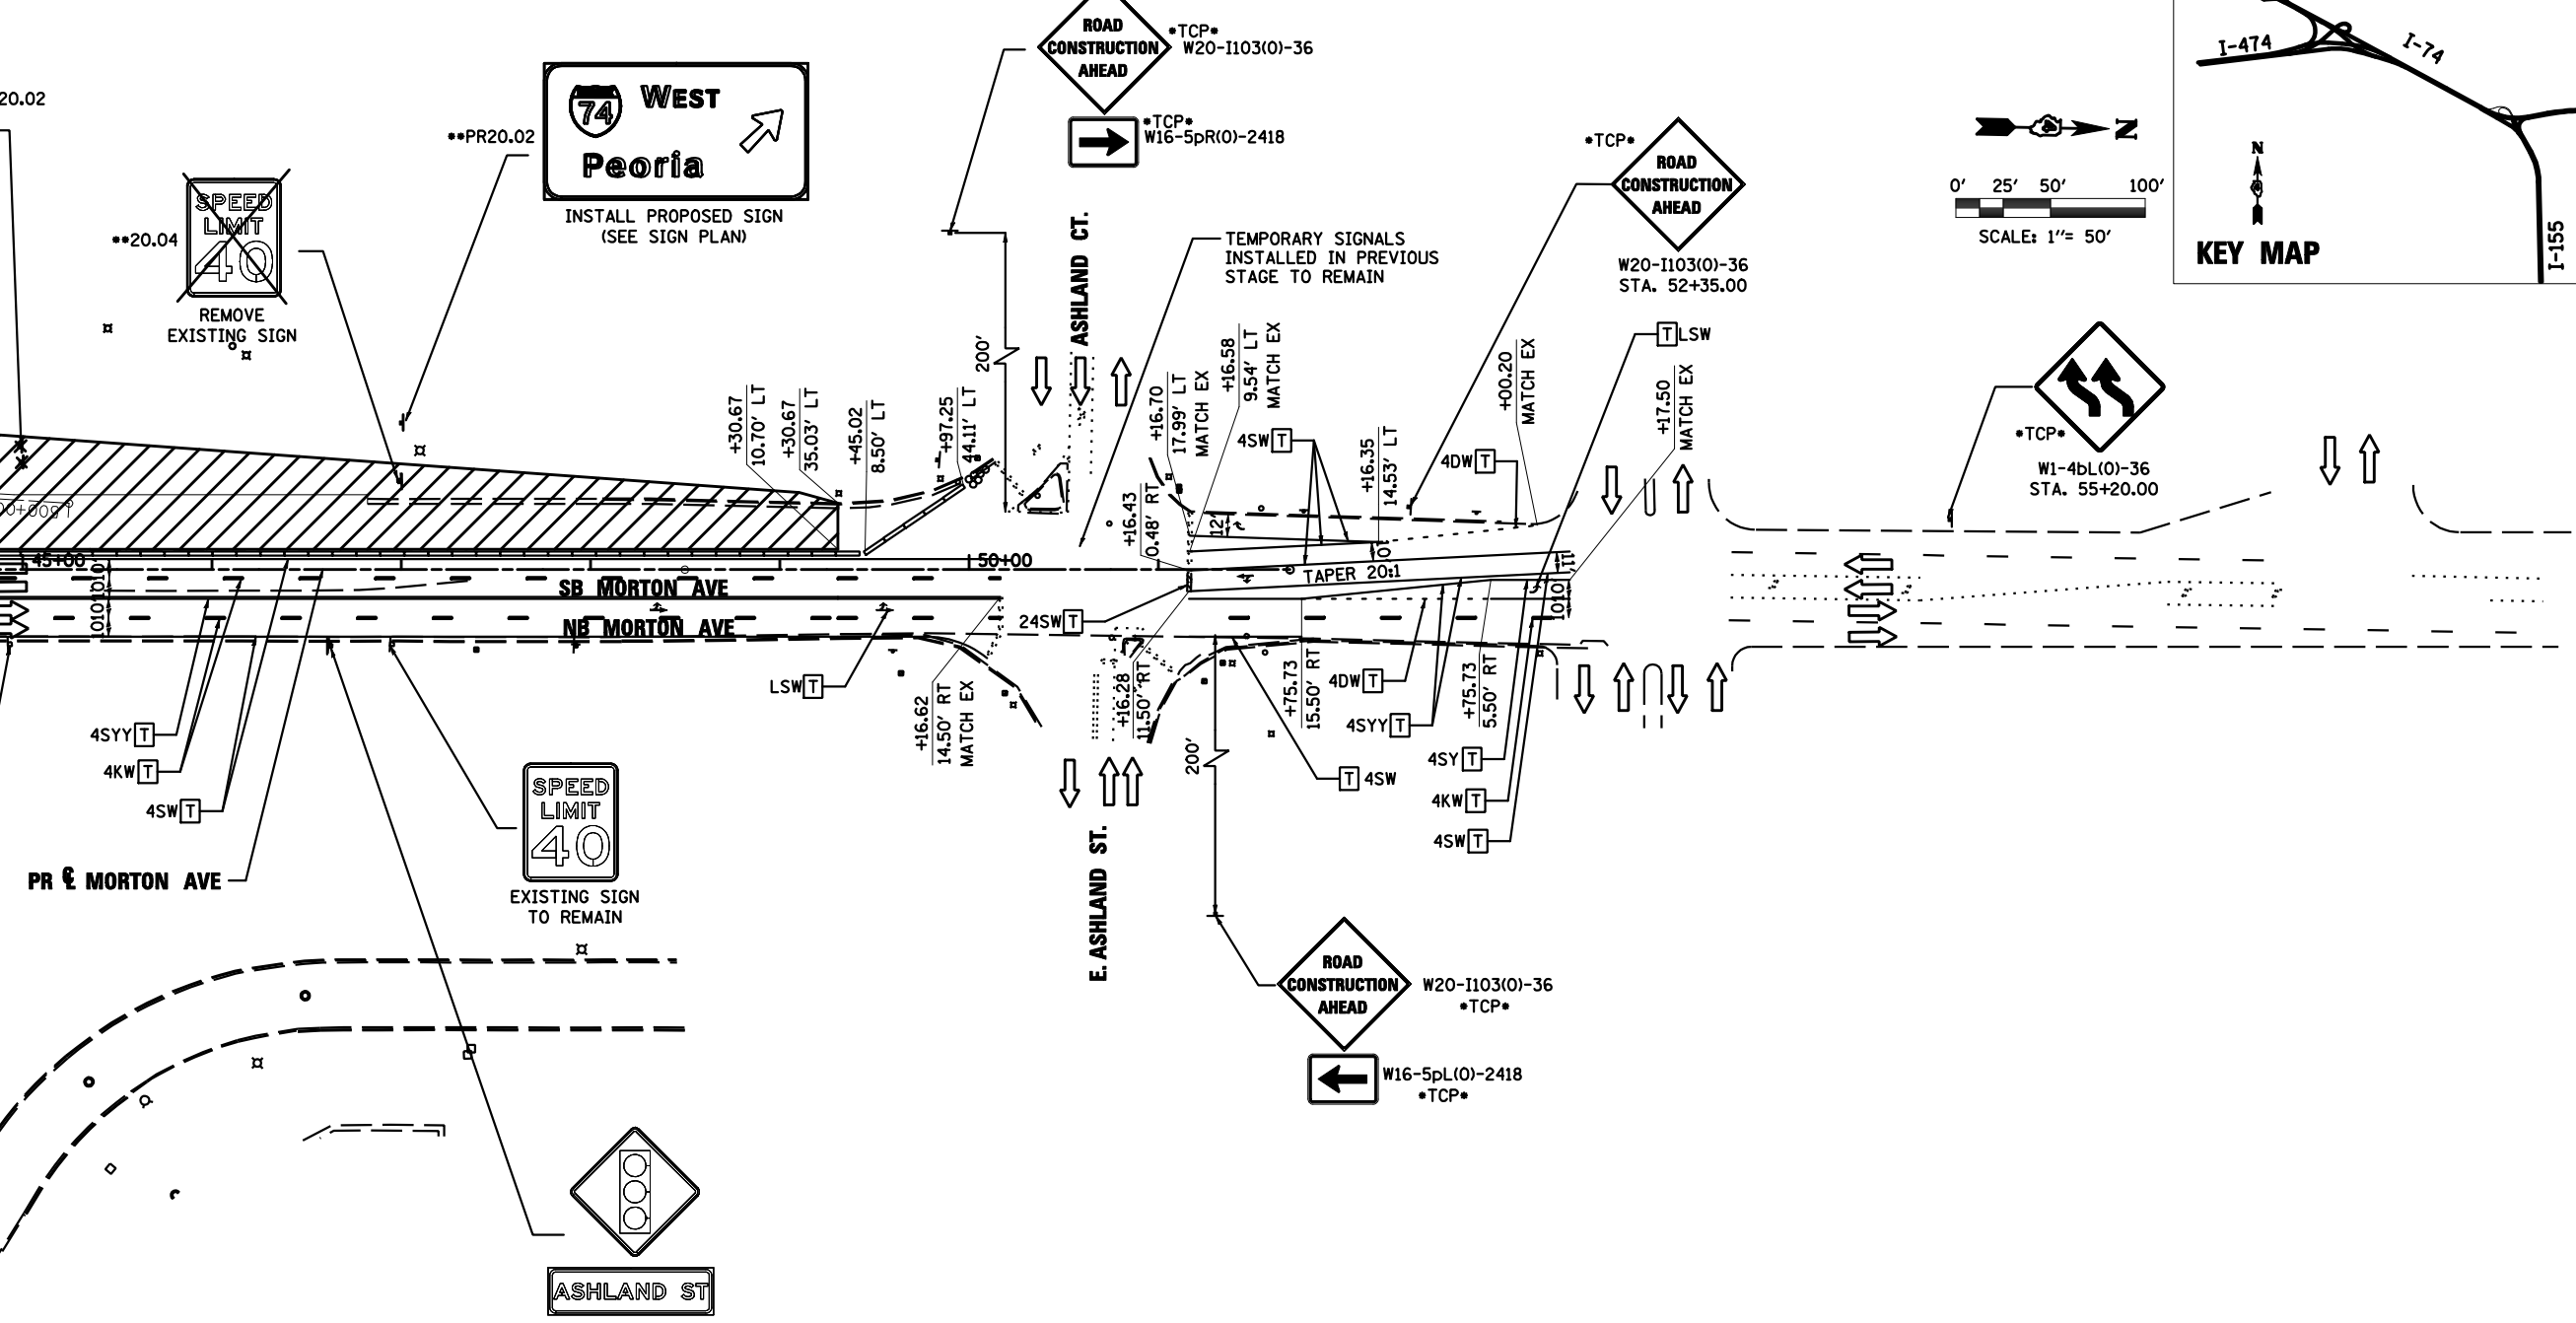 20.02
**20.04
SPEED
LIMIT
40
REMOVE
EXISTING SIGN
**PR20.02
74
WEST
Peoria
INSTALL PROPOSED SIGN
(SEE SIGN PLAN)
ROAD
CONSTRUCTION
AHEAD
*TCP*
W20-I103(0)-36
*TCP*
W16-5pR(0)-2418
200'
ASHLAND CT.
TEMPORARY SIGNALS
INSTALLED IN PREVIOUS
STAGE TO REMAIN
*TCP*
ROAD
CONSTRUCTION
AHEAD
W20-I103(0)-36
STA. 52+35.00
N
0' 25' 50' 100'
SCALE: 1"= 50'
I-474
I-74
N
KEY MAP
I-155
T LSW
*TCP*
W1-4bL(0)-36
STA. 55+20.00
+30.67
10.70' LT
+30.67
35.03' LT
+45.02
8.50' LT
+97.25
44.11' LT
+16.70
17.99' LT
MATCH EX
+16.58
9.54' LT
MATCH EX
4SW T
+16.35
14.53' LT
4DW T
+00.20
MATCH EX
+17.50
MATCH EX
+16.43
0.48' RT
12'
10'
11'
45+00
50+00
10' 10'
10' 10'
SB MORTON AVE
NB MORTON AVE
TAPER 20:1
10' 10'
24SW T
LSW T
+16.62
14.50' RT
MATCH EX
+16.28
11.50' RT
+75.73
15.50' RT
4DW T
4SYY T
+75.73
5.50' RT
4SY T
4KW T
4SW T
T 4SW
200'
4SYY T
4KW T
4SW T
PR ℄ MORTON AVE
SPEED
LIMIT
40
EXISTING SIGN
TO REMAIN
E. ASHLAND ST.
ROAD
CONSTRUCTION
AHEAD
W20-I103(0)-36
*TCP*
W16-5pL(0)-2418
*TCP*
ASHLAND ST